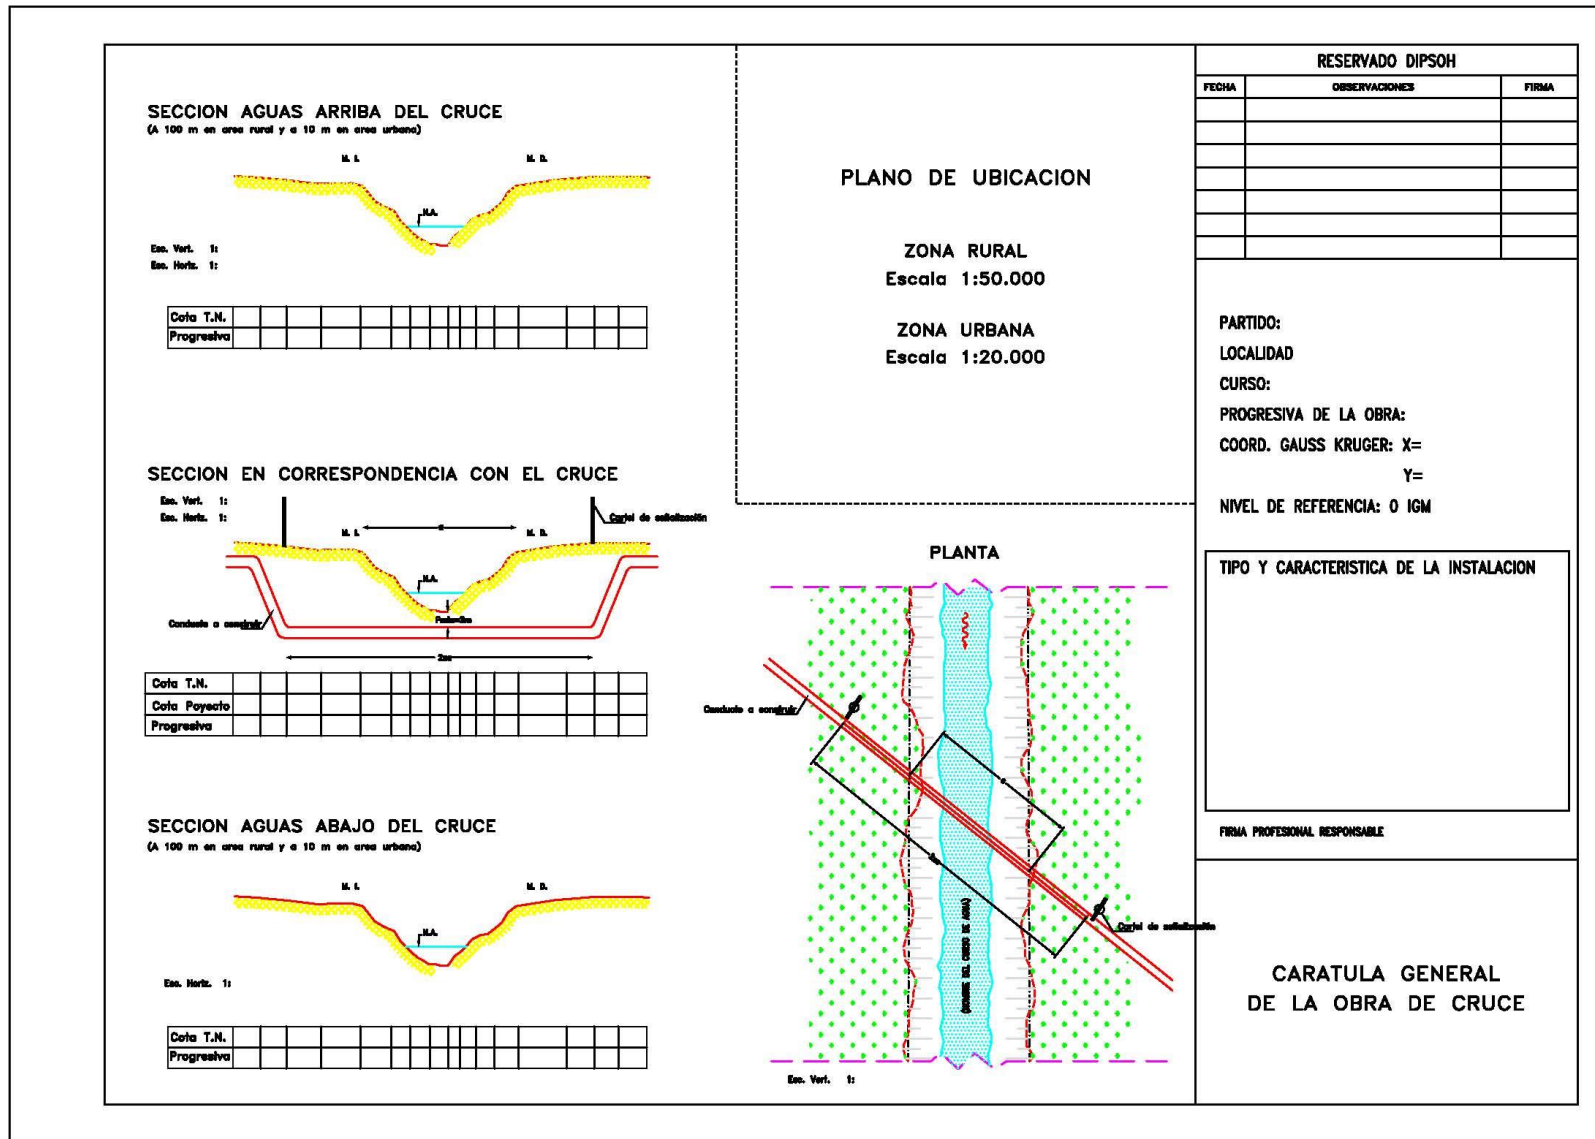 SECCION AGUAS ARRIBA DEL CRUCE
(A 100 m en area rural y a 10 m en area urbana)
M. I.
M. D.
N.A.
Esc. Vert. 1:
Esc. Horiz. 1:
Cota T.N.
Progresiva
SECCION EN CORRESPONDENCIA CON EL CRUCE
Esc. Vert. 1:
Esc. Horiz. 1:
Cartel de señalización
M. I.
M. D.
N.A.
Conducto a construir
Cota T.N.
Cota Poyecto
Progresiva
SECCION AGUAS ABAJO DEL CRUCE
(A 100 m en area rural y a 10 m en area urbana)
M. I.
M. D.
N.A.
Esc. Horiz. 1:
Cota T.N.
Progresiva
PLANO DE UBICACION
ZONA RURAL
Escala 1:50.000
ZONA URBANA
Escala 1:20.000
PLANTA
Conducto a construir
Cartel de señalización
(NOMBRE DEL CURSO DE AGUA)
Esc. Vert. 1:
RESERVADO DIPSOH
FECHA
OBSERVACIONES
FIRMA
PARTIDO:
LOCALIDAD
CURSO:
PROGRESIVA DE LA OBRA:
COORD. GAUSS KRUGER: X=
Y=
NIVEL DE REFERENCIA: 0 IGM
TIPO Y CARACTERISTICA DE LA INSTALACION
FIRMA PROFESIONAL RESPONSABLE
CARATULA GENERAL
DE LA OBRA DE CRUCE